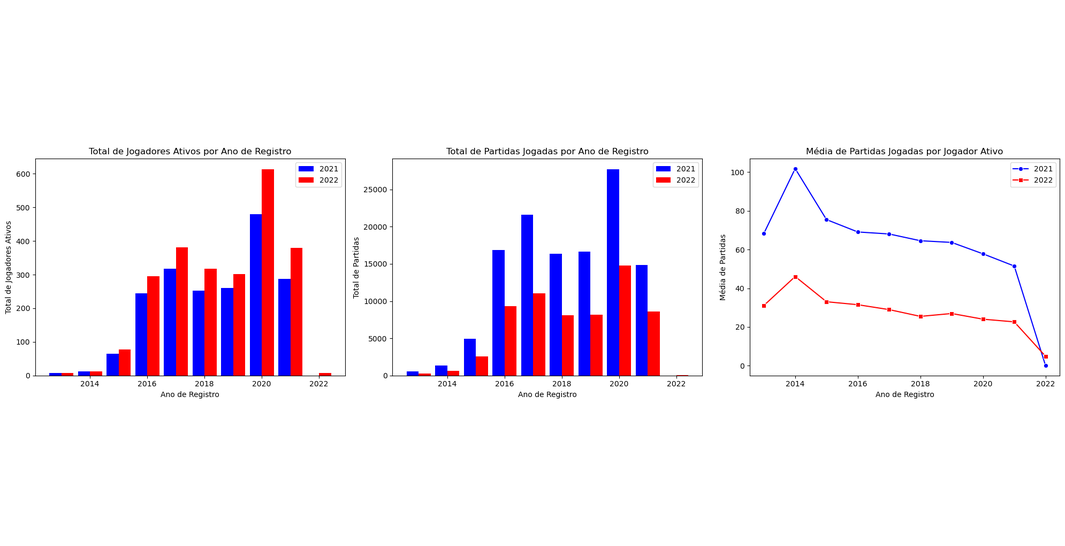 Total de Jogadores Ativos por Ano de Registro
2021
2022
Total de Jogadores Ativos
600
500
400
300
200
100
0
2014 2016 2018 2020 2022
Ano de Registro
Total de Partidas Jogadas por Ano de Registro
2021
2022
Total de Partidas
25000
20000
15000
10000
5000
0
2014 2016 2018 2020 2022
Ano de Registro
Média de Partidas Jogadas por Jogador Ativo
2021
2022
Média de Partidas
100
80
60
40
20
0
2014 2016 2018 2020 2022
Ano de Registro